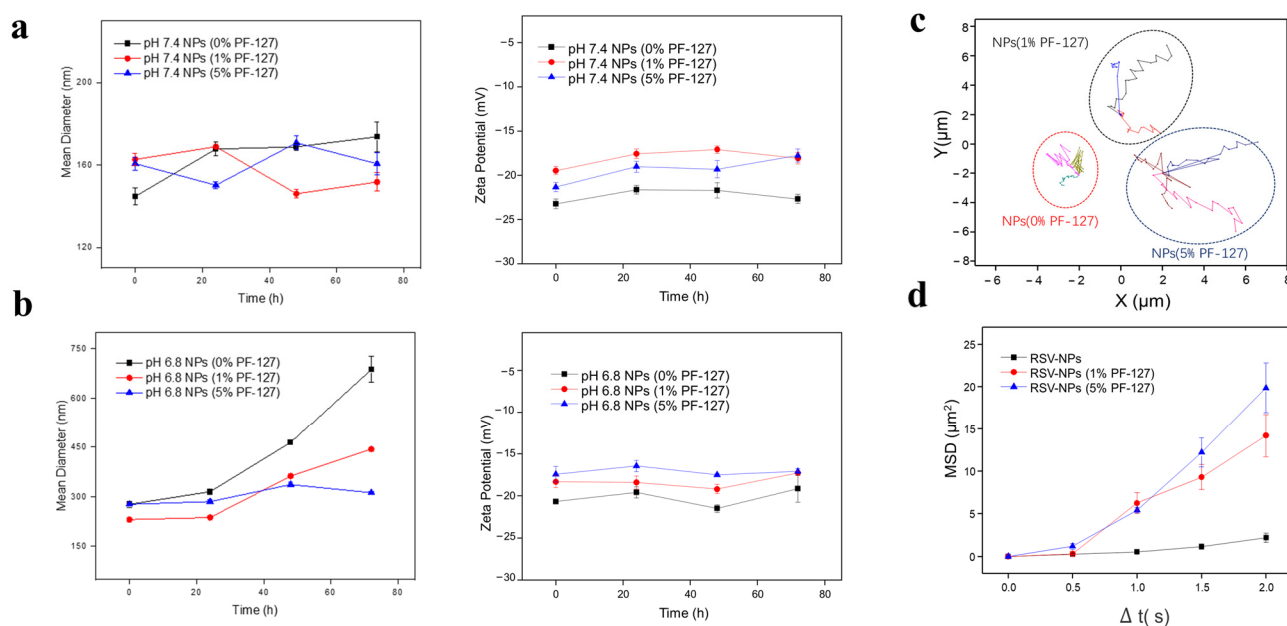 a
pH 7.4 NPs (0% PF-127)
pH 7.4 NPs (1% PF-127)
pH 7.4 NPs (5% PF-127)
200
160
120
Mean Diameter (nm)
0 20 40 60 80
Time (h)
pH 7.4 NPs (0% PF-127)
pH 7.4 NPs (1% PF-127)
pH 7.4 NPs (5% PF-127)
−5
−10
−15
−20
−25
−30
Zeta Potential (mV)
0 20 40 60 80
Time (h)
b
pH 6.8 NPs (0% PF-127)
pH 6.8 NPs (1% PF-127)
pH 6.8 NPs (5% PF-127)
750
600
450
300
150
Mean Diameter (nm)
0 20 40 60 80
Time (h)
pH 6.8 NPs (0% PF-127)
pH 6.8 NPs (1% PF-127)
pH 6.8 NPs (5% PF-127)
−5
−10
−15
−20
−25
−30
Zeta Potential (mV)
0 20 40 60 80
Time (h)
c
NPs(1% PF-127)
NPs(0% PF-127)
NPs(5% PF-127)
8
6
4
2
0
−2
−4
−6
−8
Y(μm)
−6 −4 −2 0 2 4 6 8
X (μm)
d
RSV-NPs
RSV-NPs (1% PF-127)
RSV-NPs (5% PF-127)
25
20
15
10
5
0
MSD (μm²)
0.0 0.5 1.0 1.5 2.0
Δ t( s)